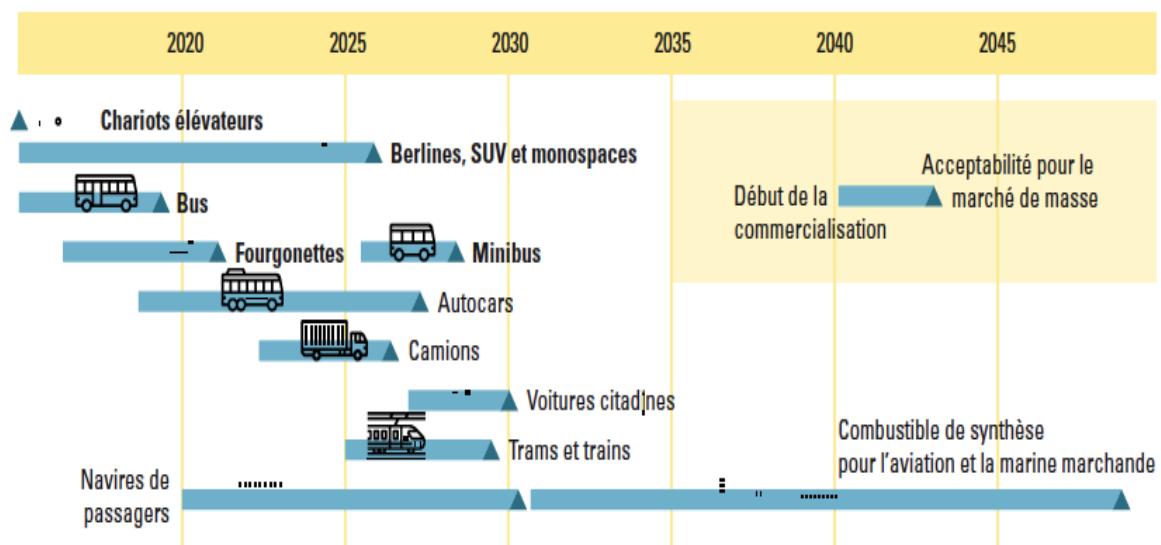 2020 2025 2030 2035 2040 2045
Chariots élévateurs
Berlines, SUV et monospaces
Acceptabilité pour le
marché de masse
Début de la
commercialisation
Bus
Fourgonettes
Minibus
Autocars
Camions
Voitures citadines
Trams et trains
Combustible de synthèse
pour l'aviation et la marine marchande
Navires de
passagers